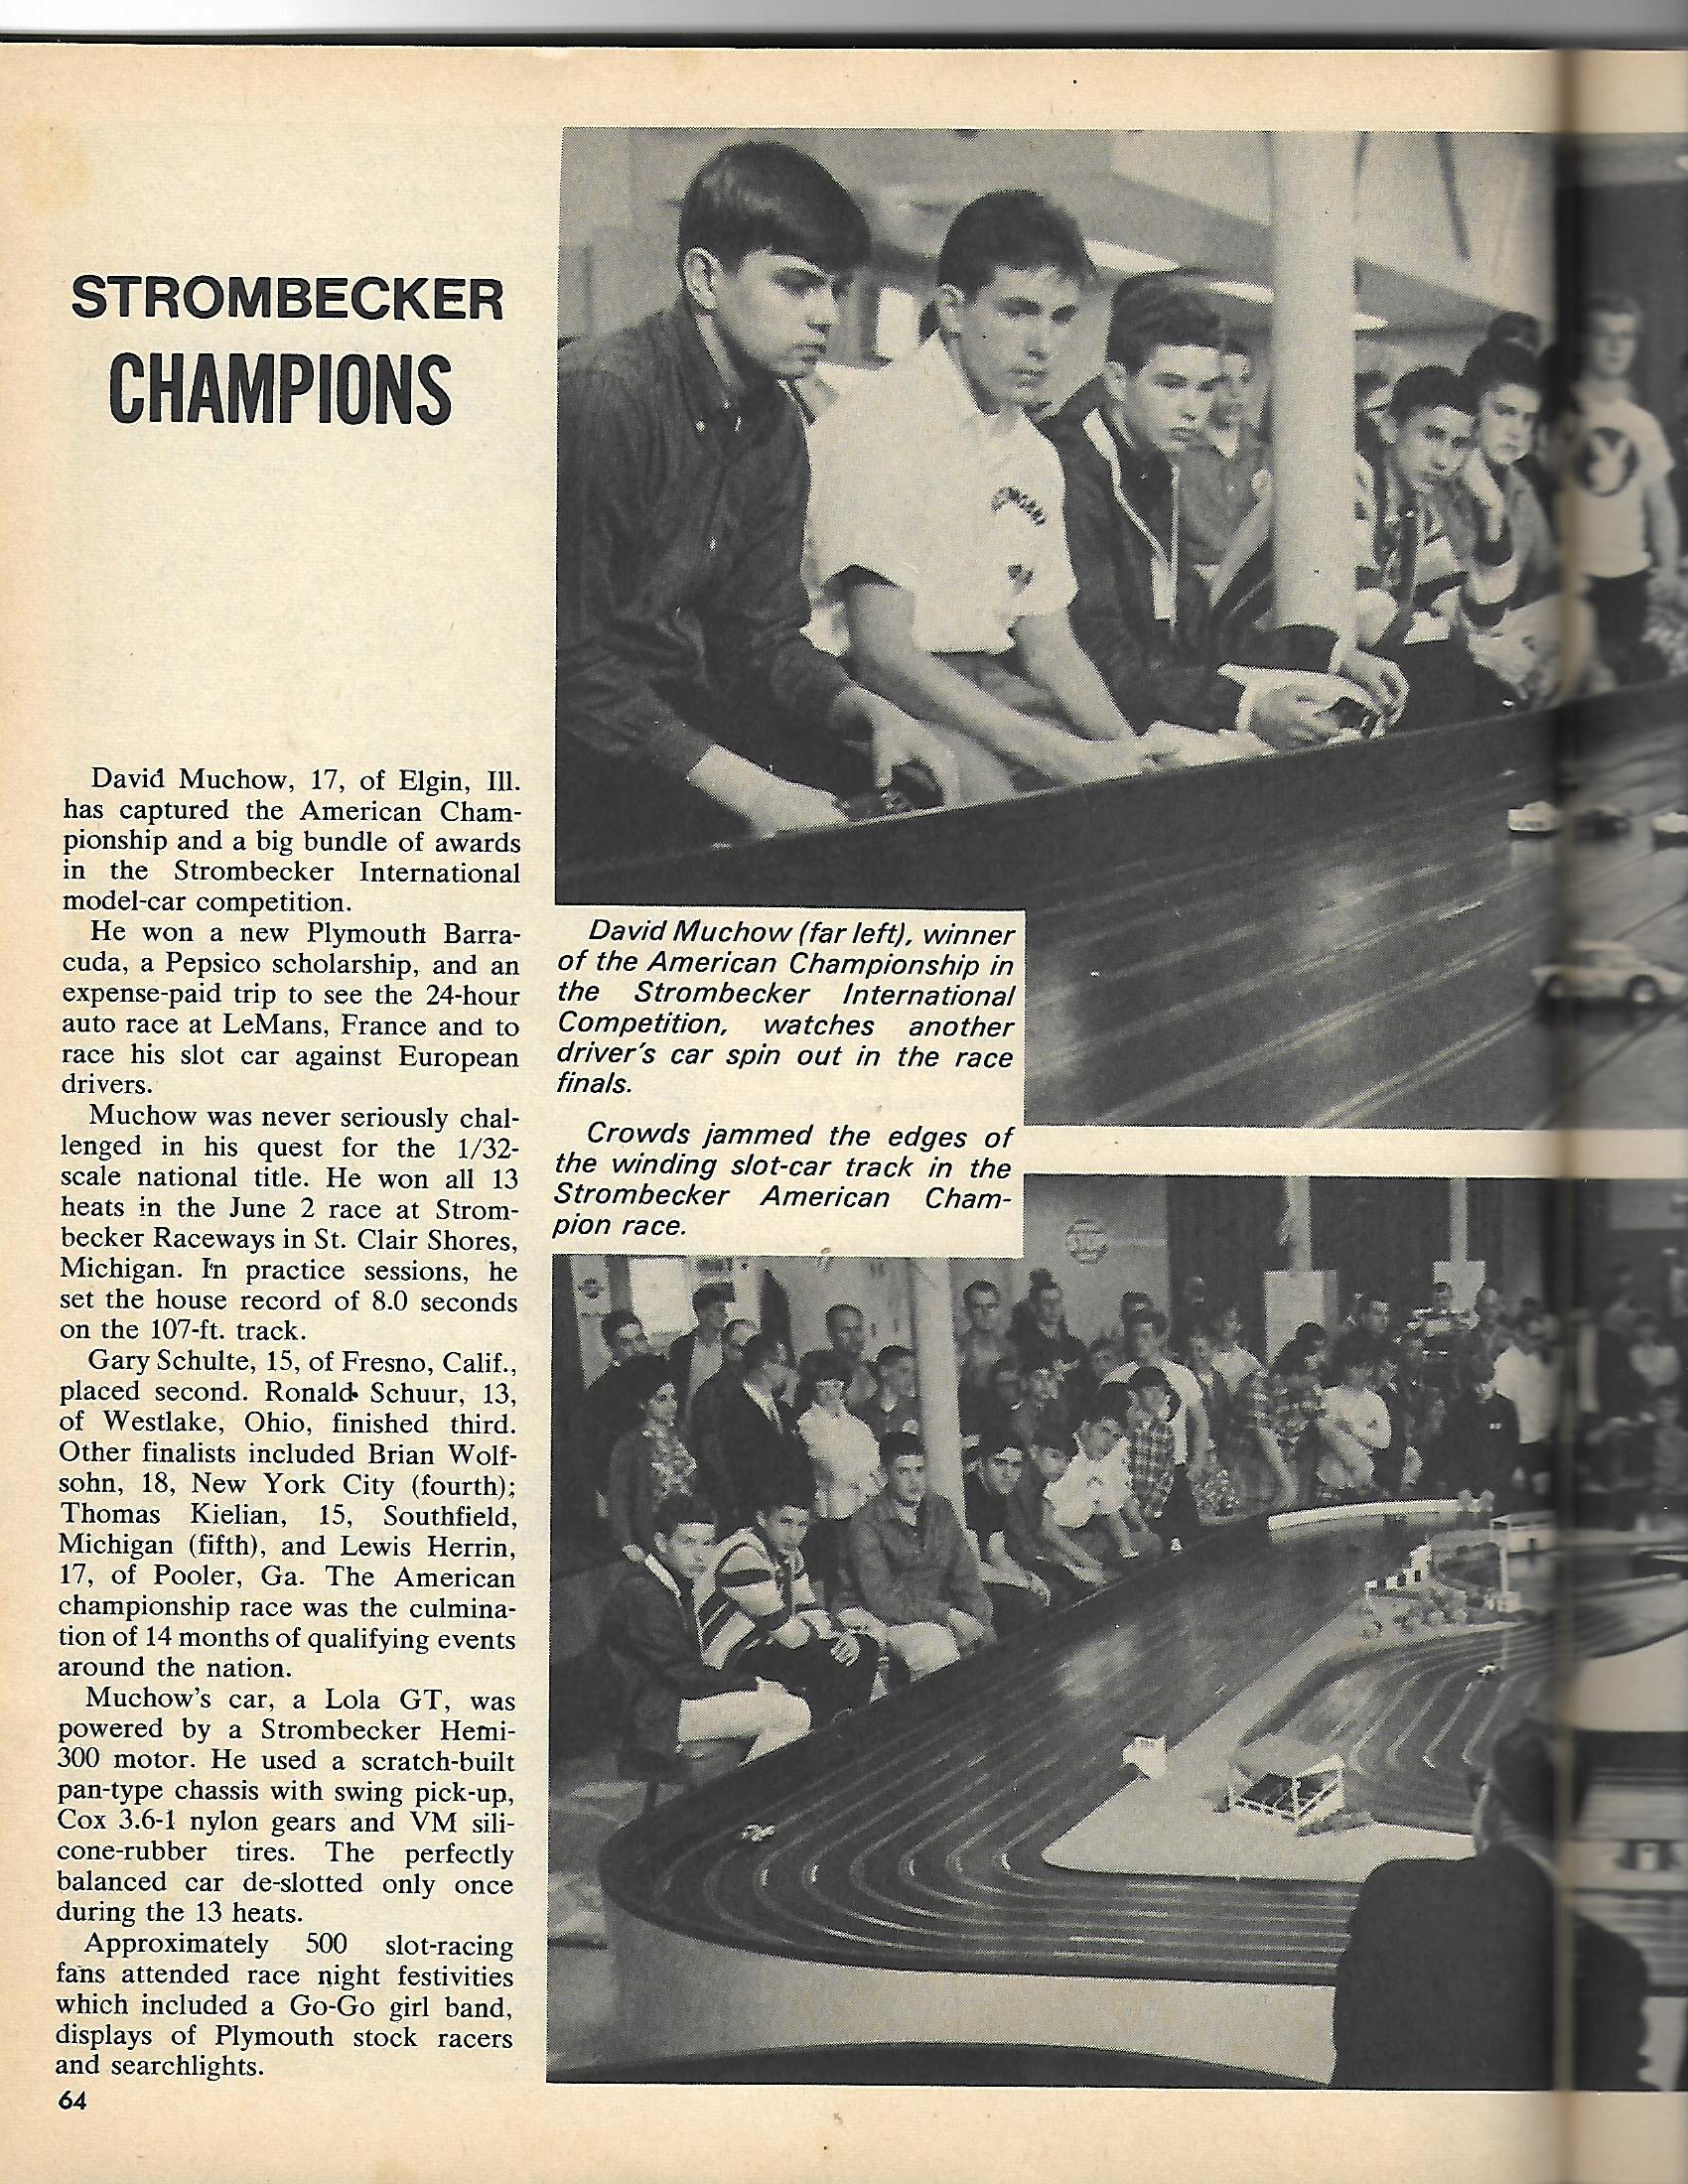 STROMBECKER
CHAMPIONS
David Muchow, 17, of Elgin, Ill.
has captured the American Cham-
pionship and a big bundle of awards
in the Strombecker International
model-car competition.
He won a new Plymouth Barra-
cuda, a Pepsico scholarship, and an
expense-paid trip to see the 24-hour
auto race at LeMans, France and to
race his slot car against European
drivers.
Muchow was never seriously chal-
lenged in his quest for the 1/32-
scale national title. He won all 13
heats in the June 2 race at Strom-
becker Raceways in St. Clair Shores,
Michigan. In practice sessions, he
set the house record of 8.0 seconds
on the 107-ft. track.
Gary Schulte, 15, of Fresno, Calif.,
placed second. Ronald Schuur, 13,
of Westlake, Ohio, finished third.
Other finalists included Brian Wolf-
sohn, 18, New York City (fourth);
Thomas Kielian, 15, Southfield,
Michigan (fifth), and Lewis Herrin,
17, of Pooler, Ga. The American
championship race was the culmina-
tion of 14 months of qualifying events
around the nation.
Muchow's car, a Lola GT, was
powered by a Strombecker Hemi-
300 motor. He used a scratch-built
pan-type chassis with swing pick-up,
Cox 3.6-1 nylon gears and VM sili-
cone-rubber tires. The perfectly
balanced car de-slotted only once
during the 13 heats.
Approximately 500 slot-racing
fans attended race night festivities
which included a Go-Go girl band,
displays of Plymouth stock racers
and searchlights.
64
David Muchow (far left), winner
of the American Championship in
the Strombecker International
Competition, watches another
driver's car spin out in the race
finals.
Crowds jammed the edges of
the winding slot-car track in the
Strombecker American Cham-
pion race.